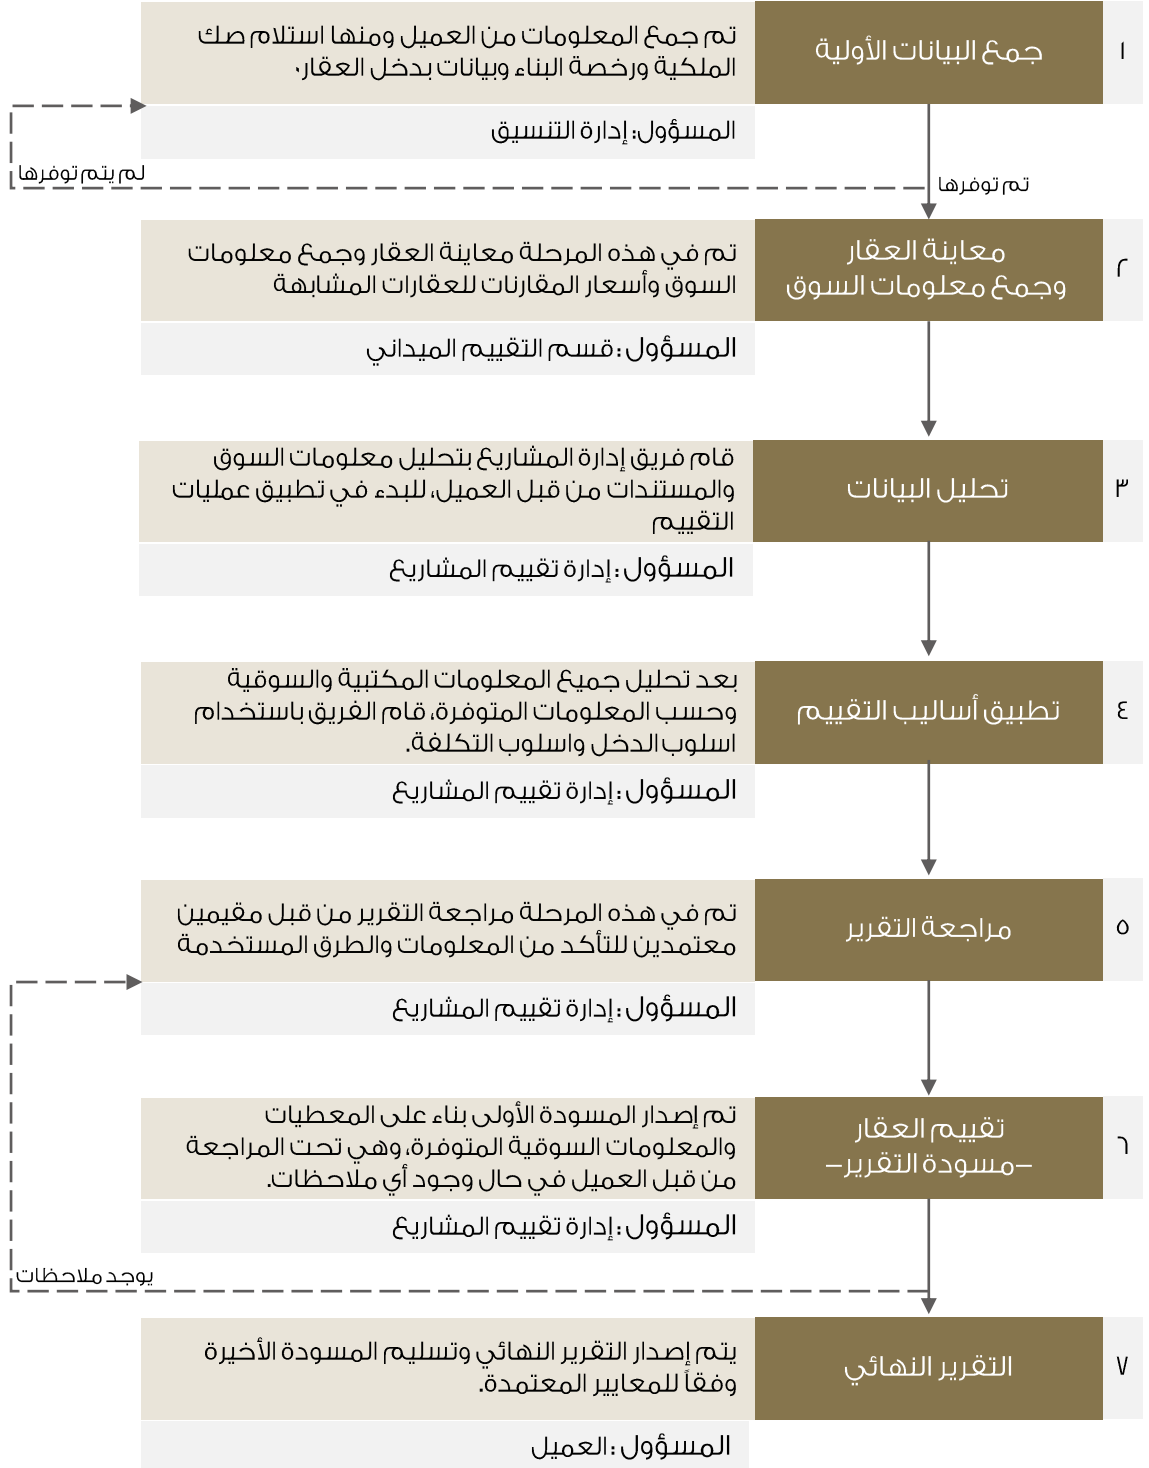 ١
جمع البيانات الأولية
تم جمع المعلومات من العميل ومنها استلام صك
الملكية ورخصة البناء وبيانات بدخل العقار.
المسؤول: إدارة التنسيق
لم يتم توفرها
تم توفرها
٢
معاينة العقار
وجمع معلومات السوق
تم في هذه المرحلة معاينة العقار وجمع معلومات
السوق وأسعار المقارنات للعقارات المشابهة
المسؤول : قسم التقييم الميداني
٣
تحليل البيانات
قام فريق إدارة المشاريع بتحليل معلومات السوق
والمستندات من قبل العميل، للبدء في تطبيق عمليات
التقييم
المسؤول : إدارة تقييم المشاريع
٤
تطبيق أساليب التقييم
بعد تحليل جميع المعلومات المكتبية والسوقية
وحسب المعلومات المتوفرة، قام الفريق باستخدام
اسلوب الدخل واسلوب التكلفة.
المسؤول : إدارة تقييم المشاريع
٥
مراجعة التقرير
تم في هذه المرحلة مراجعة التقرير من قبل مقيمين
معتمدين للتأكد من المعلومات والطرق المستخدمة
المسؤول : إدارة تقييم المشاريع
٦
تقييم العقار
–مسودة التقرير–
تم إصدار المسودة الأولى بناء على المعطيات
والمعلومات السوقية المتوفرة، وهي تحت المراجعة
من قبل العميل في حال وجود أي ملاحظات.
المسؤول : إدارة تقييم المشاريع
يوجد ملاحظات
٧
التقرير النهائي
يتم إصدار التقرير النهائي وتسليم المسودة الأخيرة
وفقاً للمعايير المعتمدة.
المسؤول : العميل